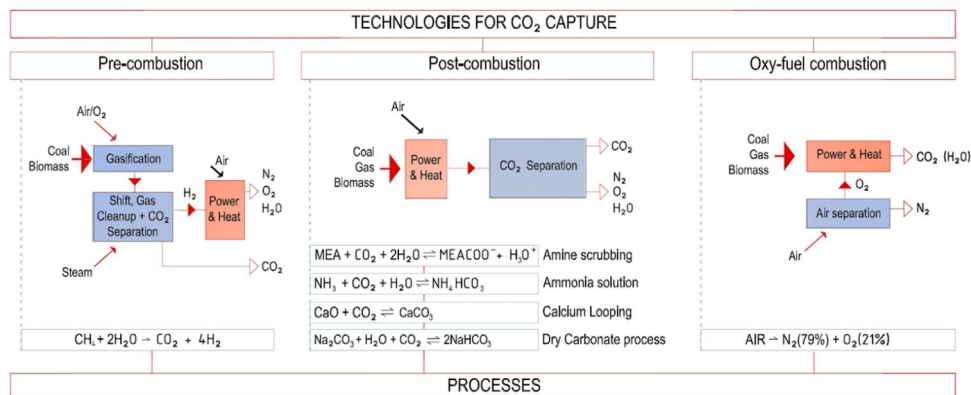 TECHNOLOGIES FOR CO₂ CAPTURE
Pre-combustion
Air/O₂
Coal
Biomass
Gasification
Air
Shift, Gas
Cleanup + CO₂
Separation
H₂
Power
& Heat
N₂
O₂
H₂O
Steam
CO₂
CH₄ + 2H₂O → CO₂ + 4H₂
Post-combustion
Air
Coal
Gas
Biomass
Power
& Heat
CO₂ Separation
CO₂
N₂
O₂
H₂O
MEA + CO₂ + 2H₂O ⇌ MEACOO⁻ + H₃O⁺ Amine scrubbing
NH₃ + CO₂ + H₂O ⇌ NH₄HCO₃ Ammonia solution
CaO + CO₂ ⇌ CaCO₃ Calcium Looping
Na₂CO₃ + H₂O + CO₂ ⇌ 2NaHCO₃ Dry Carbonate process
Oxy-fuel combustion
Coal
Gas
Biomass
Power & Heat
CO₂ (H₂O)
O₂
Air separation
N₂
Air
AIR → N₂(79%) + O₂(21%)
PROCESSES